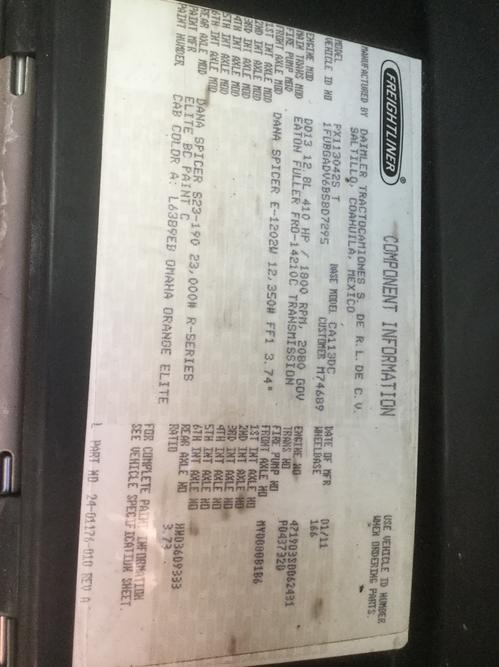 FREIGHTLINER
COMPONENT INFORMATION
USE VEHICLE ID NUMBER
WHEN ORDERING PARTS.
MANUFACTURED BY DAIMLER TRACTOCAMIONES S. DE R.L. DE C.V.
SALTILLO, COAHUILA, MEXICO
MODEL PX113042S T BASE MODEL CA113DC DATE OF MFR 01/11
VEHICLE ID NO CUSTOMER M74689 WHEELBASE 166
ENGINE MOD DD13 12.8L 410 HP / 1800 RPM, 2080 GOV ENGINE NO 471903S0062431
MAIN TRANS MOD EATON FULLER FRO-14210C TRANSMISSION TRANS NO P0437320
FIRE PUMP MOD FIRE PUMP NO
FRONT AXLE MOD DANA SPICER E-1202W 12,350# FF1 3.74" FRONT AXLE NO NY00000B1B6
1ST INT AXLE MOD 1ST INT AXLE NO
2ND INT AXLE MOD 2ND INT AXLE NO
3RD INT AXLE MOD 3RD INT AXLE NO
4TH INT AXLE MOD 4TH INT AXLE NO
5TH INT AXLE MOD 5TH INT AXLE NO
6TH INT AXLE MOD 6TH INT AXLE NO
REAR AXLE MOD DANA SPICER S23-190 23,000# R-SERIES REAR AXLE NO HW03609333
PAINT MFR ELITE BC PAINT C RATIO 3.73
PAINT NUMBER CAB COLOR A: L6389EB OMAHA ORANGE ELITE
FOR COMPLETE PAINT INFORMATION
SEE VEHICLE SPECIFICATION SHEET.
PART NO 24-01176-010 REV A